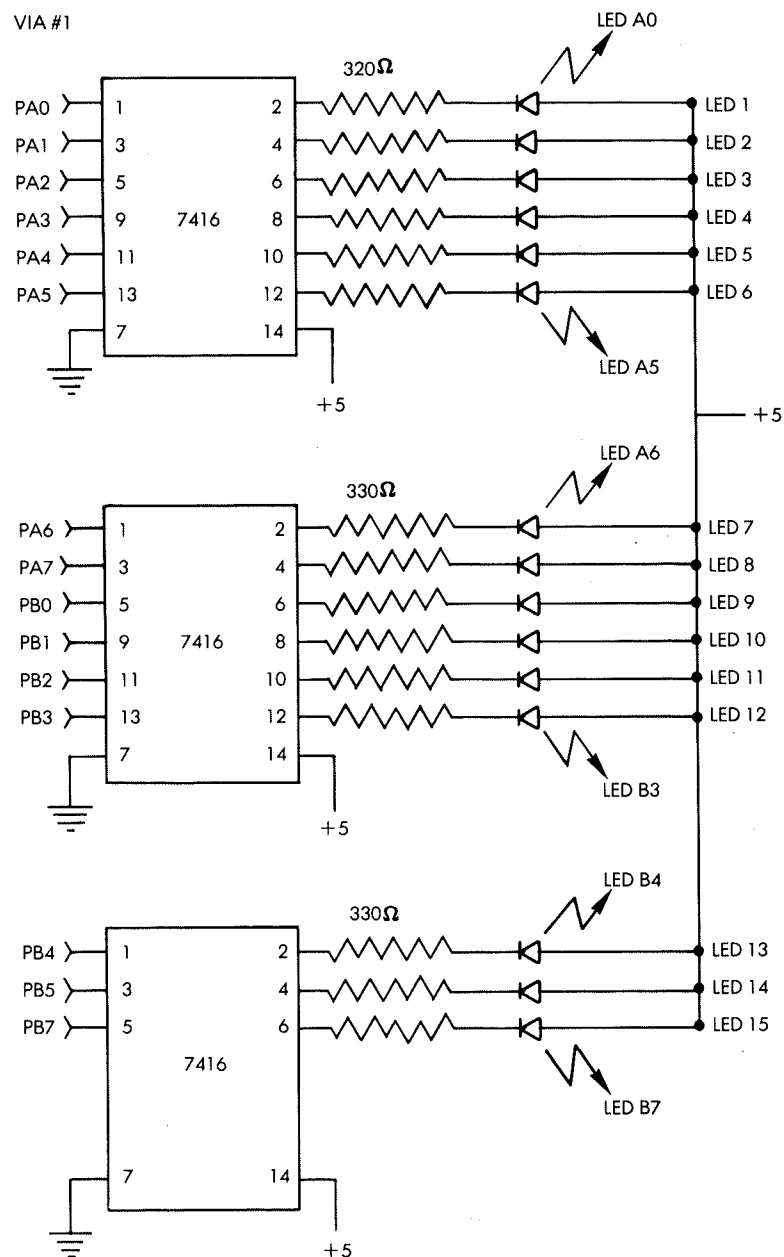 VIA #1
LED A0
320Ω
PA0 1 2 LED 1
PA1 3 4 LED 2
PA2 5 6 LED 3
PA3 9 7416 8 LED 4
PA4 11 10 LED 5
PA5 13 12 LED 6
7 14
LED A5
+5
+5
LED A6
330Ω
PA6 1 2 LED 7
PA7 3 4 LED 8
PB0 5 6 LED 9
PB1 9 7416 8 LED 10
PB2 11 10 LED 11
PB3 13 12 LED 12
7 14
LED B3
+5
LED B4
330Ω
PB4 1 2 LED 13
PB5 3 4 LED 14
PB7 5 6 LED 15
7416
LED B7
7 14
+5